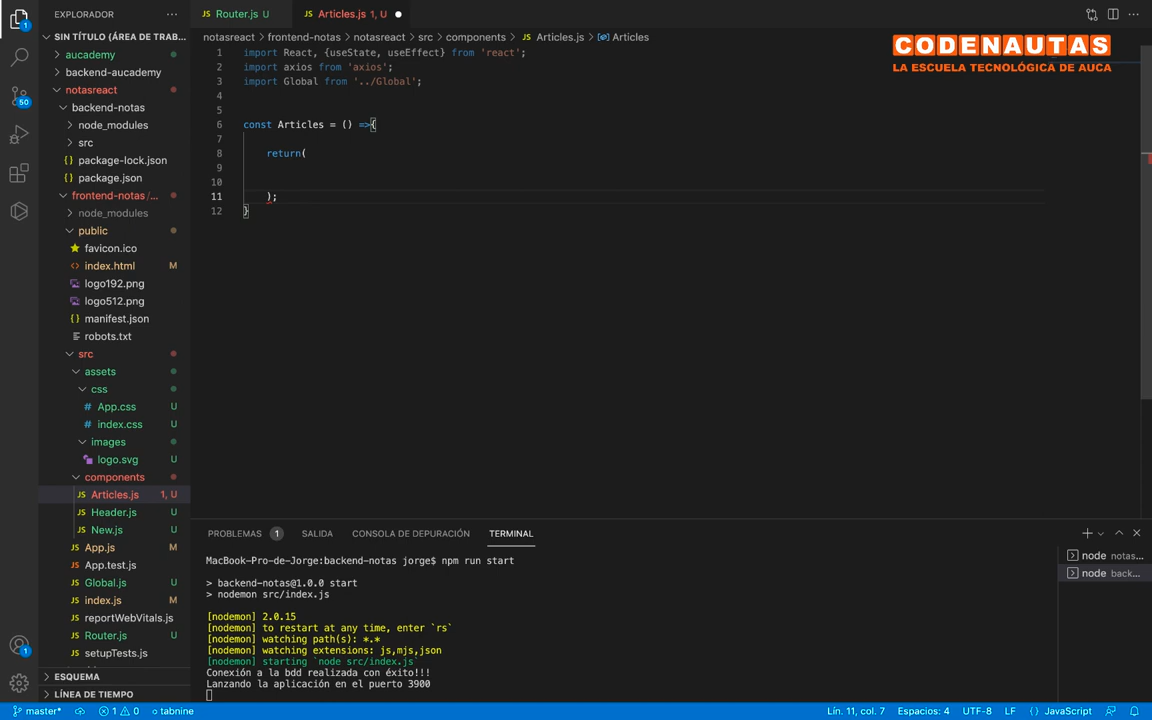 EXPLORADOR
SIN TÍTULO (ÁREA DE TRAB...
aucademy
backend-aucademy
notasreact
backend-notas
node_modules
src
{} package-lock.json
{} package.json
frontend-notas /...
node_modules
public
favicon.ico
<> index.html M
logo192.png
logo512.png
{} manifest.json
robots.txt
src
assets
css
# App.css U
# index.css U
images
logo.svg U
components
JS Articles.js 1, U
JS Header.js U
JS New.js U
JS App.js M
JS App.test.js
JS Global.js U
JS index.js M
JS reportWebVitals.js
JS Router.js U
JS setupTests.js
ESQUEMA
LÍNEA DE TIEMPO
1
50
1
JS Router.js U
JS Articles.js 1, U
notasreact > frontend-notas > notasreact > src > components > JS Articles.js > Articles
CODENAUTAS
LA ESCUELA TECNOLÓGICA DE AUCA
1 import React, {useState, useEffect} from 'react';
2 import axios from 'axios';
3 import Global from '../Global';
4
5
6 const Articles = () =>{
7
8 return(
9
10
11 );
12 }
PROBLEMAS 1 SALIDA CONSOLA DE DEPURACIÓN TERMINAL
MacBook-Pro-de-Jorge:backend-notas jorge$ npm run start
> backend-notas@1.0.0 start
> nodemon src/index.js
[nodemon] 2.0.15
[nodemon] to restart at any time, enter `rs`
[nodemon] watching path(s): *.*
[nodemon] watching extensions: js,mjs,json
[nodemon] starting `node src/index.js`
Conexión a la bdd realizada con éxito!!!
Lanzando la aplicación en el puerto 3900
node notas...
node back...
master* 1 0 tabnine
Lín. 11, col. 7 Espacios: 4 UTF-8 LF {} JavaScript